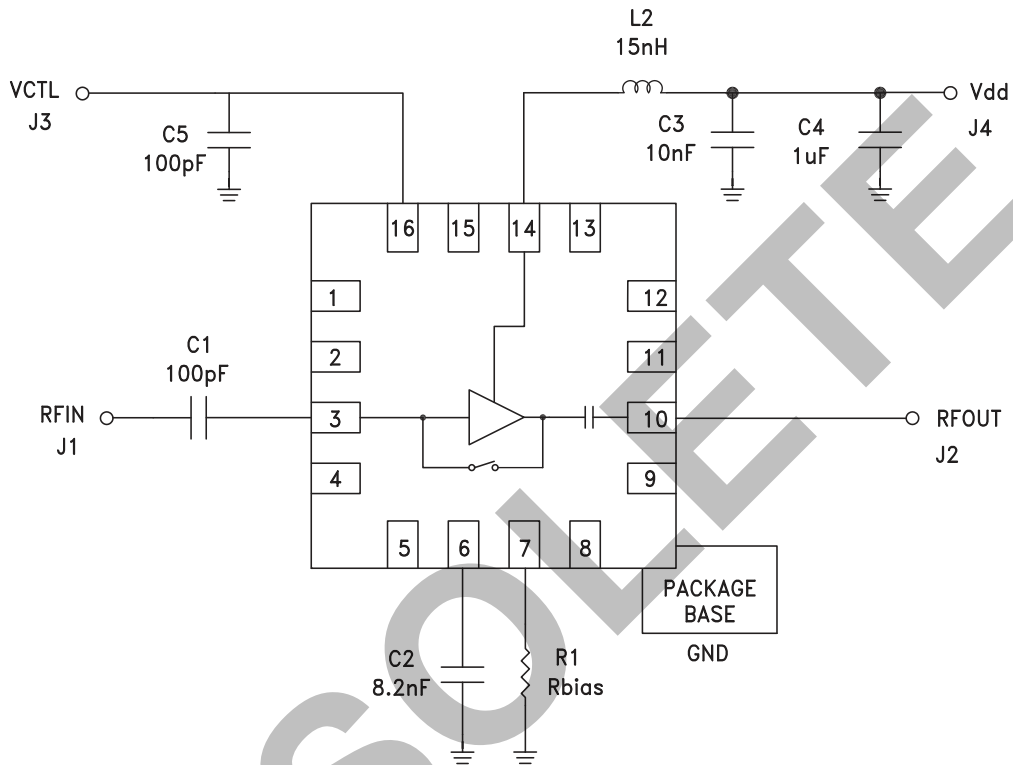 L2
15nH
VCTL
J3
C5
100pF
C3
10nF
C4
1uF
Vdd
J4
16
15
14
13
1
2
3
4
12
11
10
9
C1
100pF
RFIN
J1
RFOUT
J2
5
6
7
8
PACKAGE
BASE
GND
C2
8.2nF
R1
Rbias
SOLETE